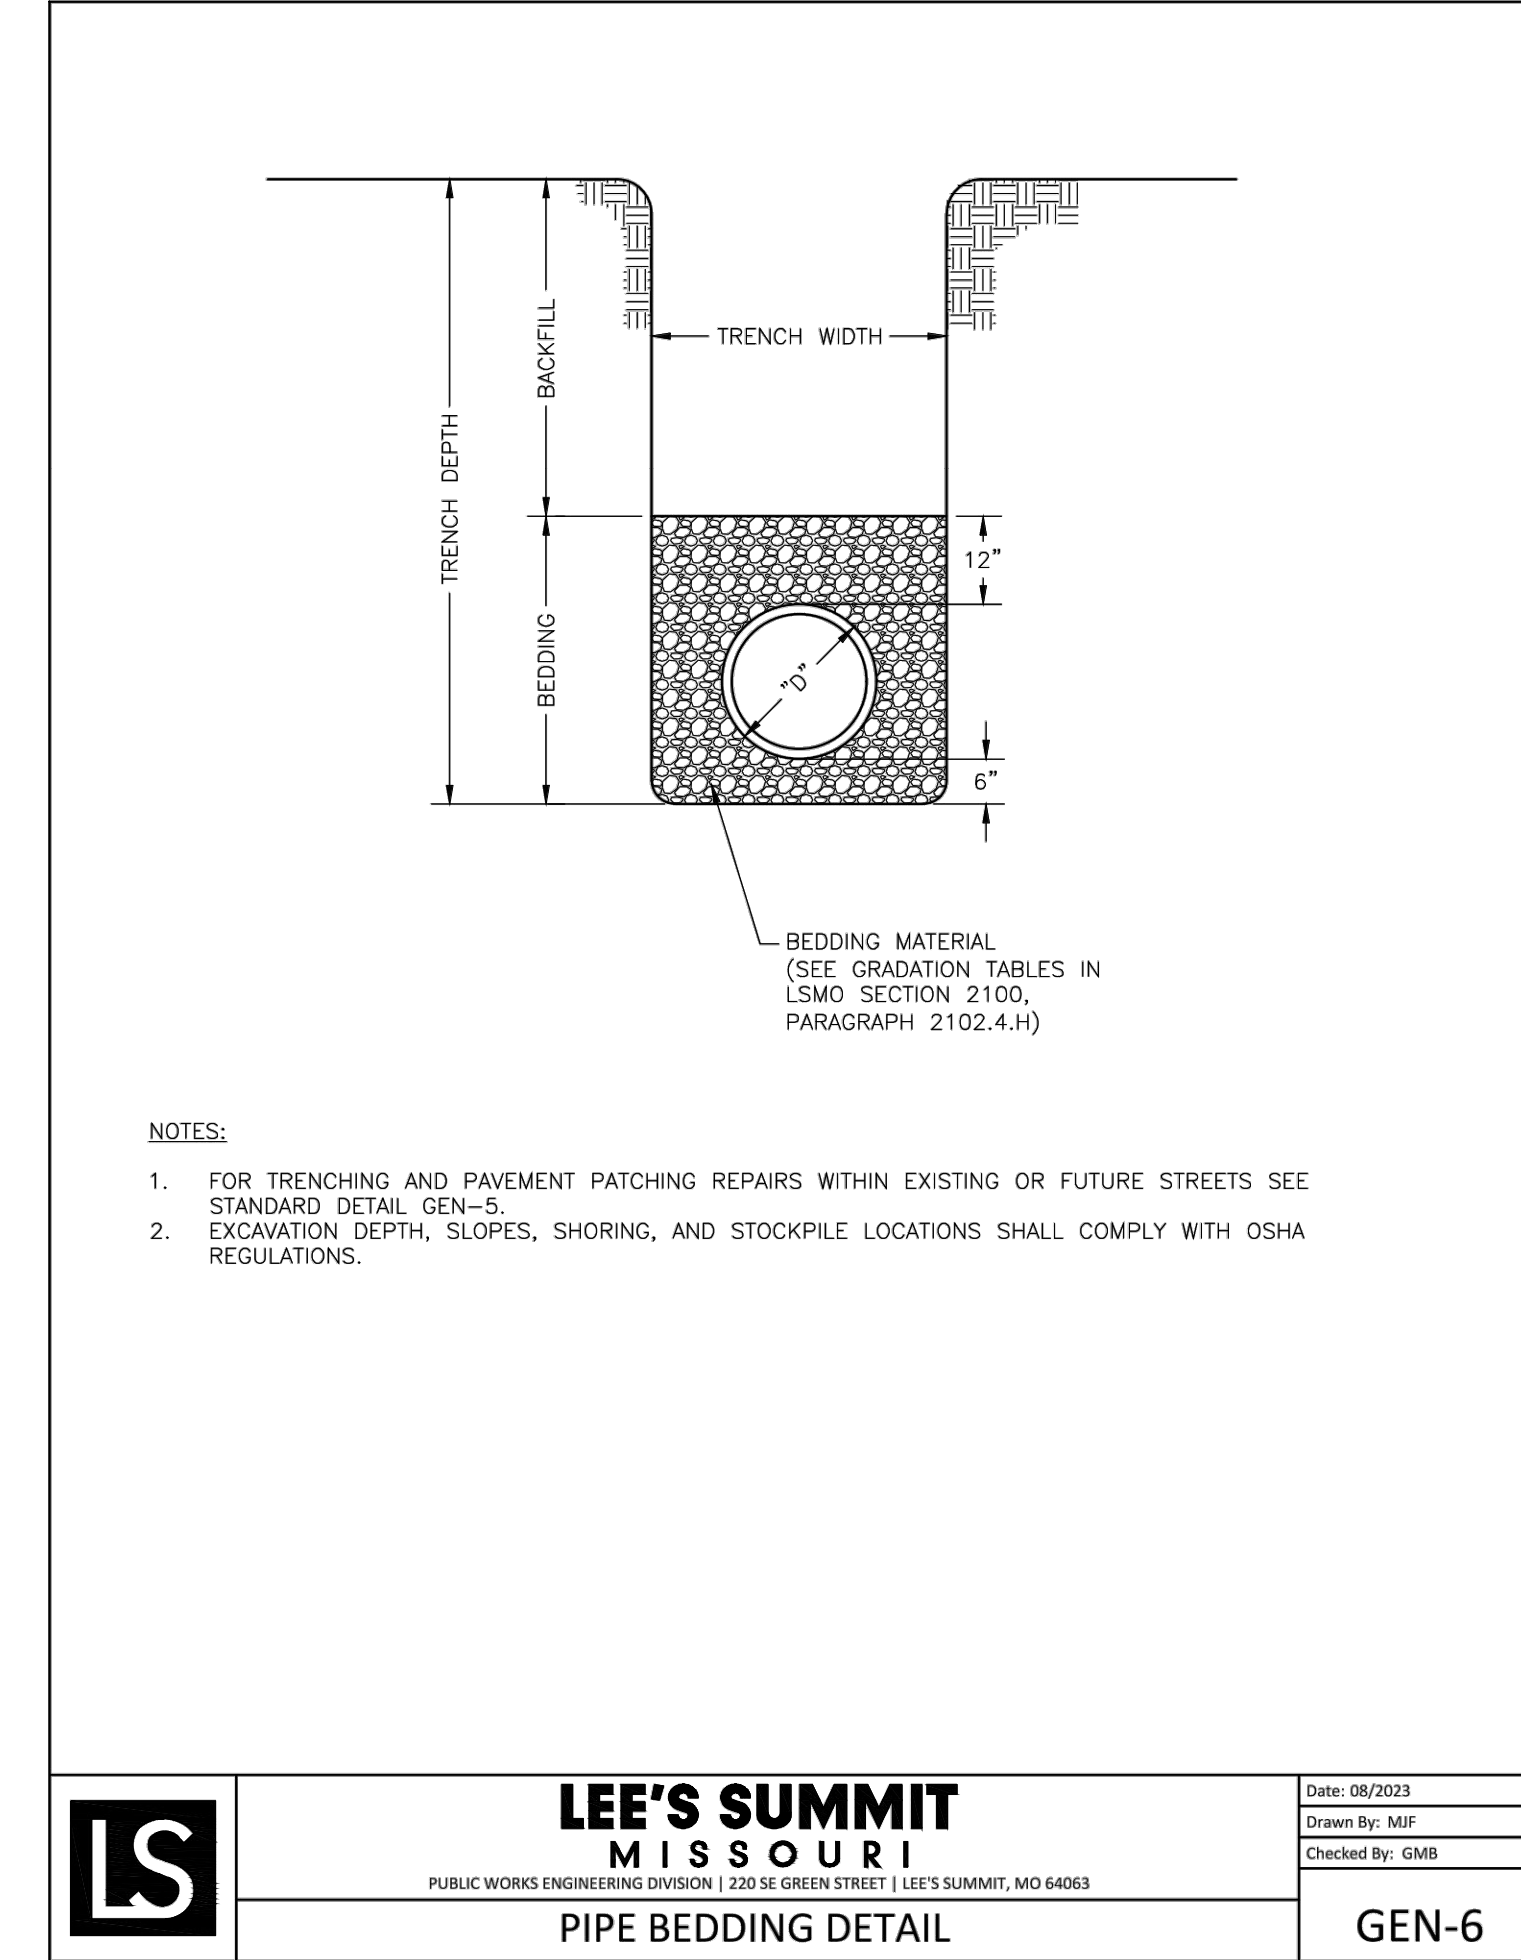 BACKFILL
TRENCH WIDTH
TRENCH DEPTH
12”
BEDDING
”D”
6”
BEDDING MATERIAL
(SEE GRADATION TABLES IN
LSMO SECTION 2100,
PARAGRAPH 2102.4.H)
NOTES:
1. FOR TRENCHING AND PAVEMENT PATCHING REPAIRS WITHIN EXISTING OR FUTURE STREETS SEE
STANDARD DETAIL GEN-5.
2. EXCAVATION DEPTH, SLOPES, SHORING, AND STOCKPILE LOCATIONS SHALL COMPLY WITH OSHA
REGULATIONS.
LS
LEE'S SUMMIT
MISSOURI
PUBLIC WORKS ENGINEERING DIVISION | 220 SE GREEN STREET | LEE'S SUMMIT, MO 64063
PIPE BEDDING DETAIL
Date: 08/2023
Drawn By: MJF
Checked By: GMB
GEN-6